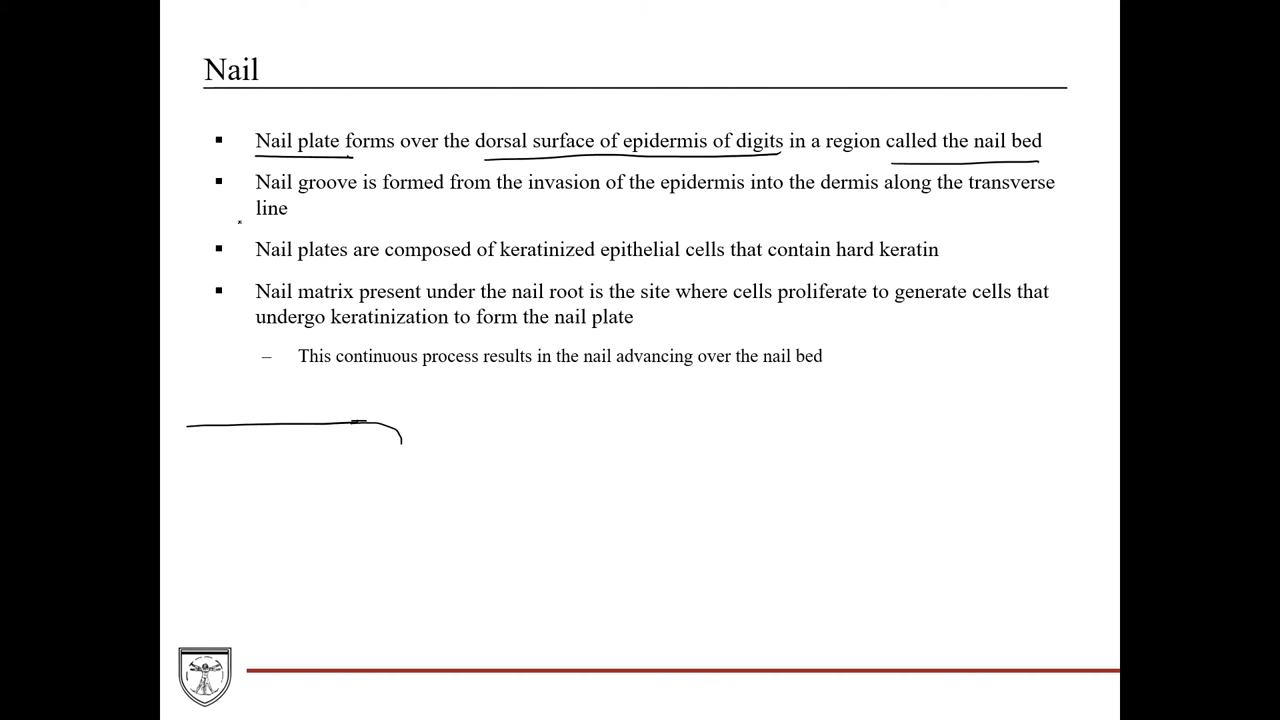 Nail
▪ Nail plate forms over the dorsal surface of epidermis of digits in a region called the nail bed
▪ Nail groove is formed from the invasion of the epidermis into the dermis along the transverse
line
▪ Nail plates are composed of keratinized epithelial cells that contain hard keratin
▪ Nail matrix present under the nail root is the site where cells proliferate to generate cells that
undergo keratinization to form the nail plate
– This continuous process results in the nail advancing over the nail bed